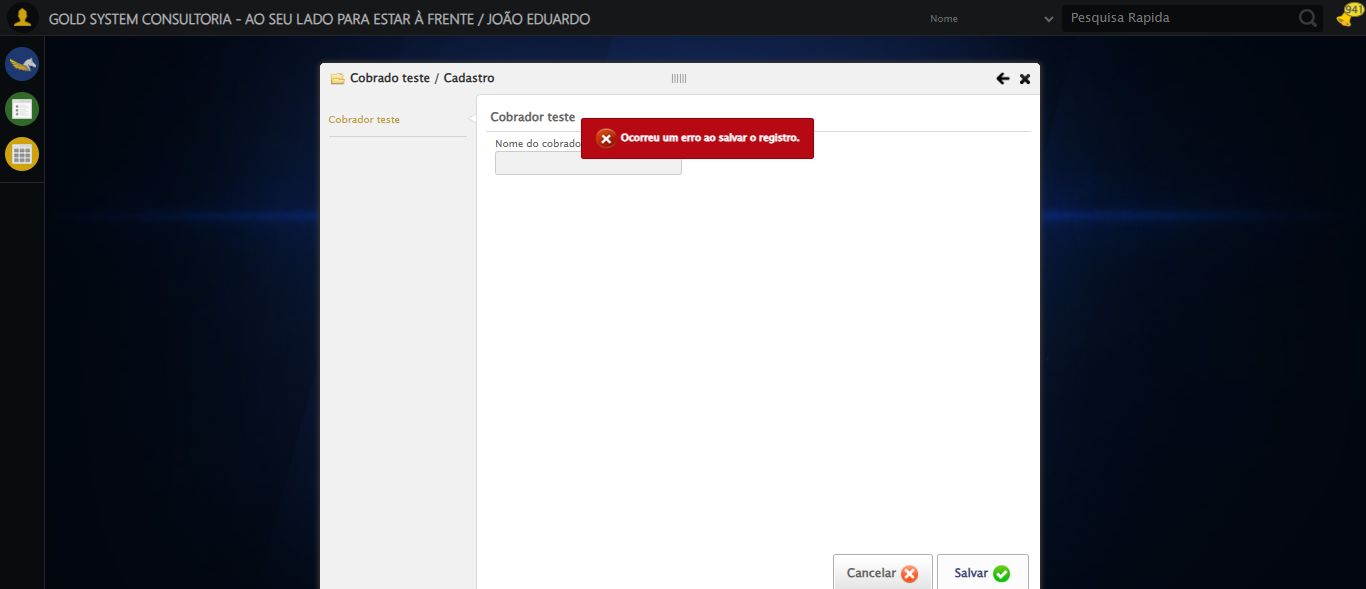 GOLD SYSTEM CONSULTORIA - AO SEU LADO PARA ESTAR À FRENTE / JOÃO EDUARDO
Nome
Pesquisa Rapida
941
Cobrado teste / Cadastro
Cobrador teste
Cobrador teste
Ocorreu um erro ao salvar o registro.
Nome do cobrado
Cancelar
Salvar